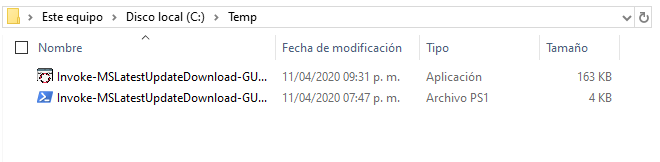 Este equipo > Disco local (C:) > Temp
Nombre Fecha de modificación Tipo Tamaño
Invoke-MSLatestUpdateDownload-GU... 11/04/2020 09:31 p. m. Aplicación 163 KB
Invoke-MSLatestUpdateDownload-GU... 11/04/2020 07:47 p. m. Archivo PS1 4 KB